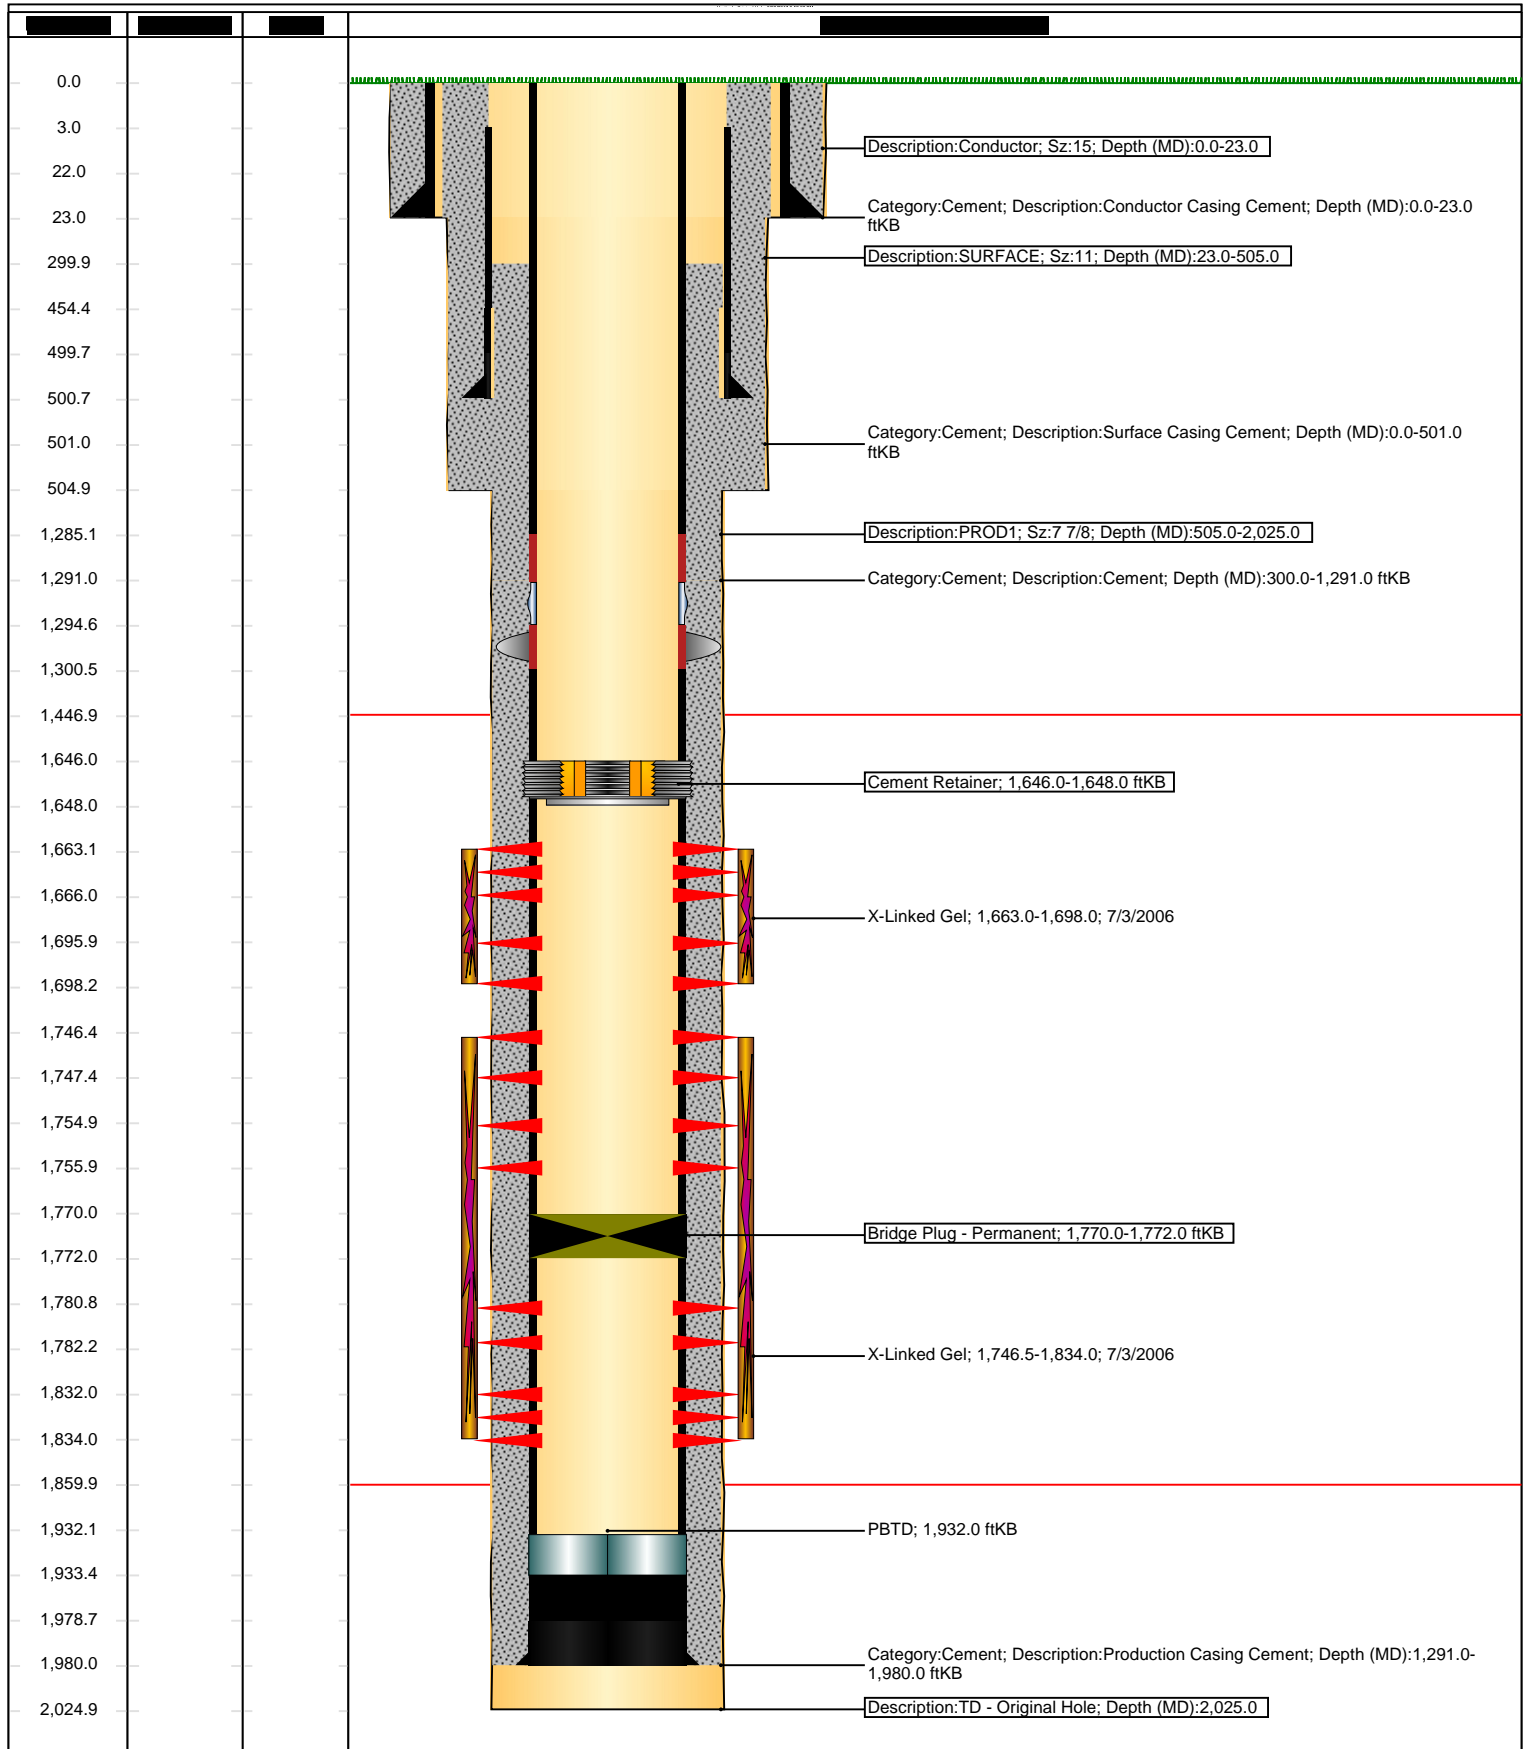 0.0
3.0
22.0
23.0
299.9
454.4
499.7
500.7
501.0
504.9
1,285.1
1,291.0
1,294.6
1,300.5
1,446.9
1,646.0
1,648.0
1,663.1
1,666.0
1,695.9
1,698.2
1,746.4
1,747.4
1,754.9
1,755.9
1,770.0
1,772.0
1,780.8
1,782.2
1,832.0
1,834.0
1,859.9
1,932.1
1,933.4
1,978.7
1,980.0
2,024.9
Description:Conductor; Sz:15; Depth (MD):0.0-23.0
Category:Cement; Description:Conductor Casing Cement; Depth (MD):0.0-23.0
ftKB
Description:SURFACE; Sz:11; Depth (MD):23.0-505.0
Category:Cement; Description:Surface Casing Cement; Depth (MD):0.0-501.0
ftKB
Description:PROD1; Sz:7 7/8; Depth (MD):505.0-2,025.0
Category:Cement; Description:Cement; Depth (MD):300.0-1,291.0 ftKB
Cement Retainer; 1,646.0-1,648.0 ftKB
X-Linked Gel; 1,663.0-1,698.0; 7/3/2006
Bridge Plug - Permanent; 1,770.0-1,772.0 ftKB
X-Linked Gel; 1,746.5-1,834.0; 7/3/2006
PBTD; 1,932.0 ftKB
Category:Cement; Description:Production Casing Cement; Depth (MD):1,291.0-
1,980.0 ftKB
Description:TD - Original Hole; Depth (MD):2,025.0